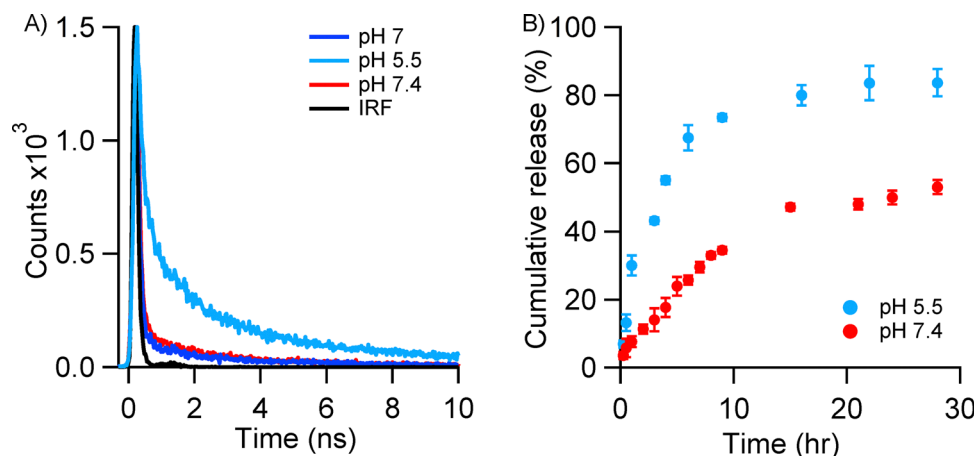 A)
1.5
1.0
0.5
0.0
Counts x10³
0
2
4
6
8
10
Time (ns)
pH 7
pH 5.5
pH 7.4
IRF
B)
100
80
60
40
20
0
Cumulative release (%)
0
10
20
30
Time (hr)
pH 5.5
pH 7.4